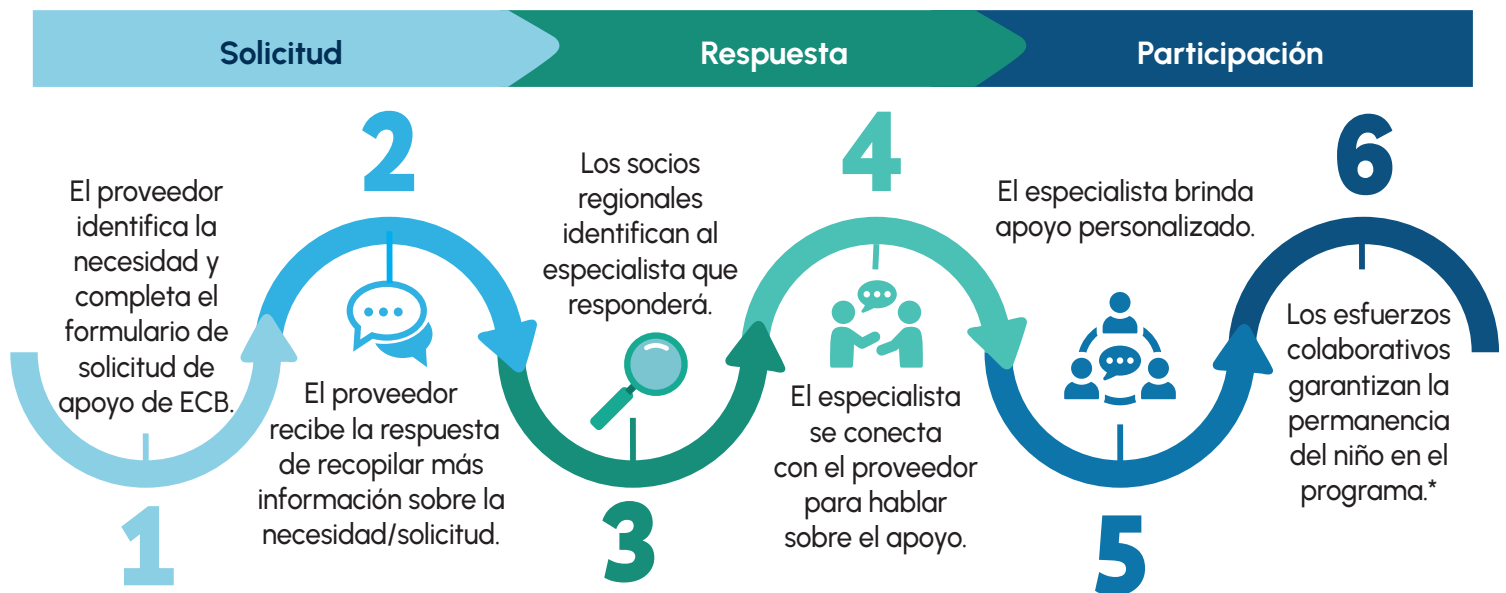 Solicitud
Respuesta
Participación
1
El proveedor
identifica la
necesidad y
completa el
formulario de
solicitud de
apoyo de ECB.
2
El proveedor
recibe la respuesta
de recopilar más
información sobre la
necesidad/solicitud.
3
Los socios
regionales
identifican al
especialista que
responderá.
4
El especialista
se conecta
con el proveedor
para hablar
sobre el apoyo.
5
El especialista brinda
apoyo personalizado.
6
Los esfuerzos
colaborativos
garantizan la
permanencia
del niño en el
programa.*